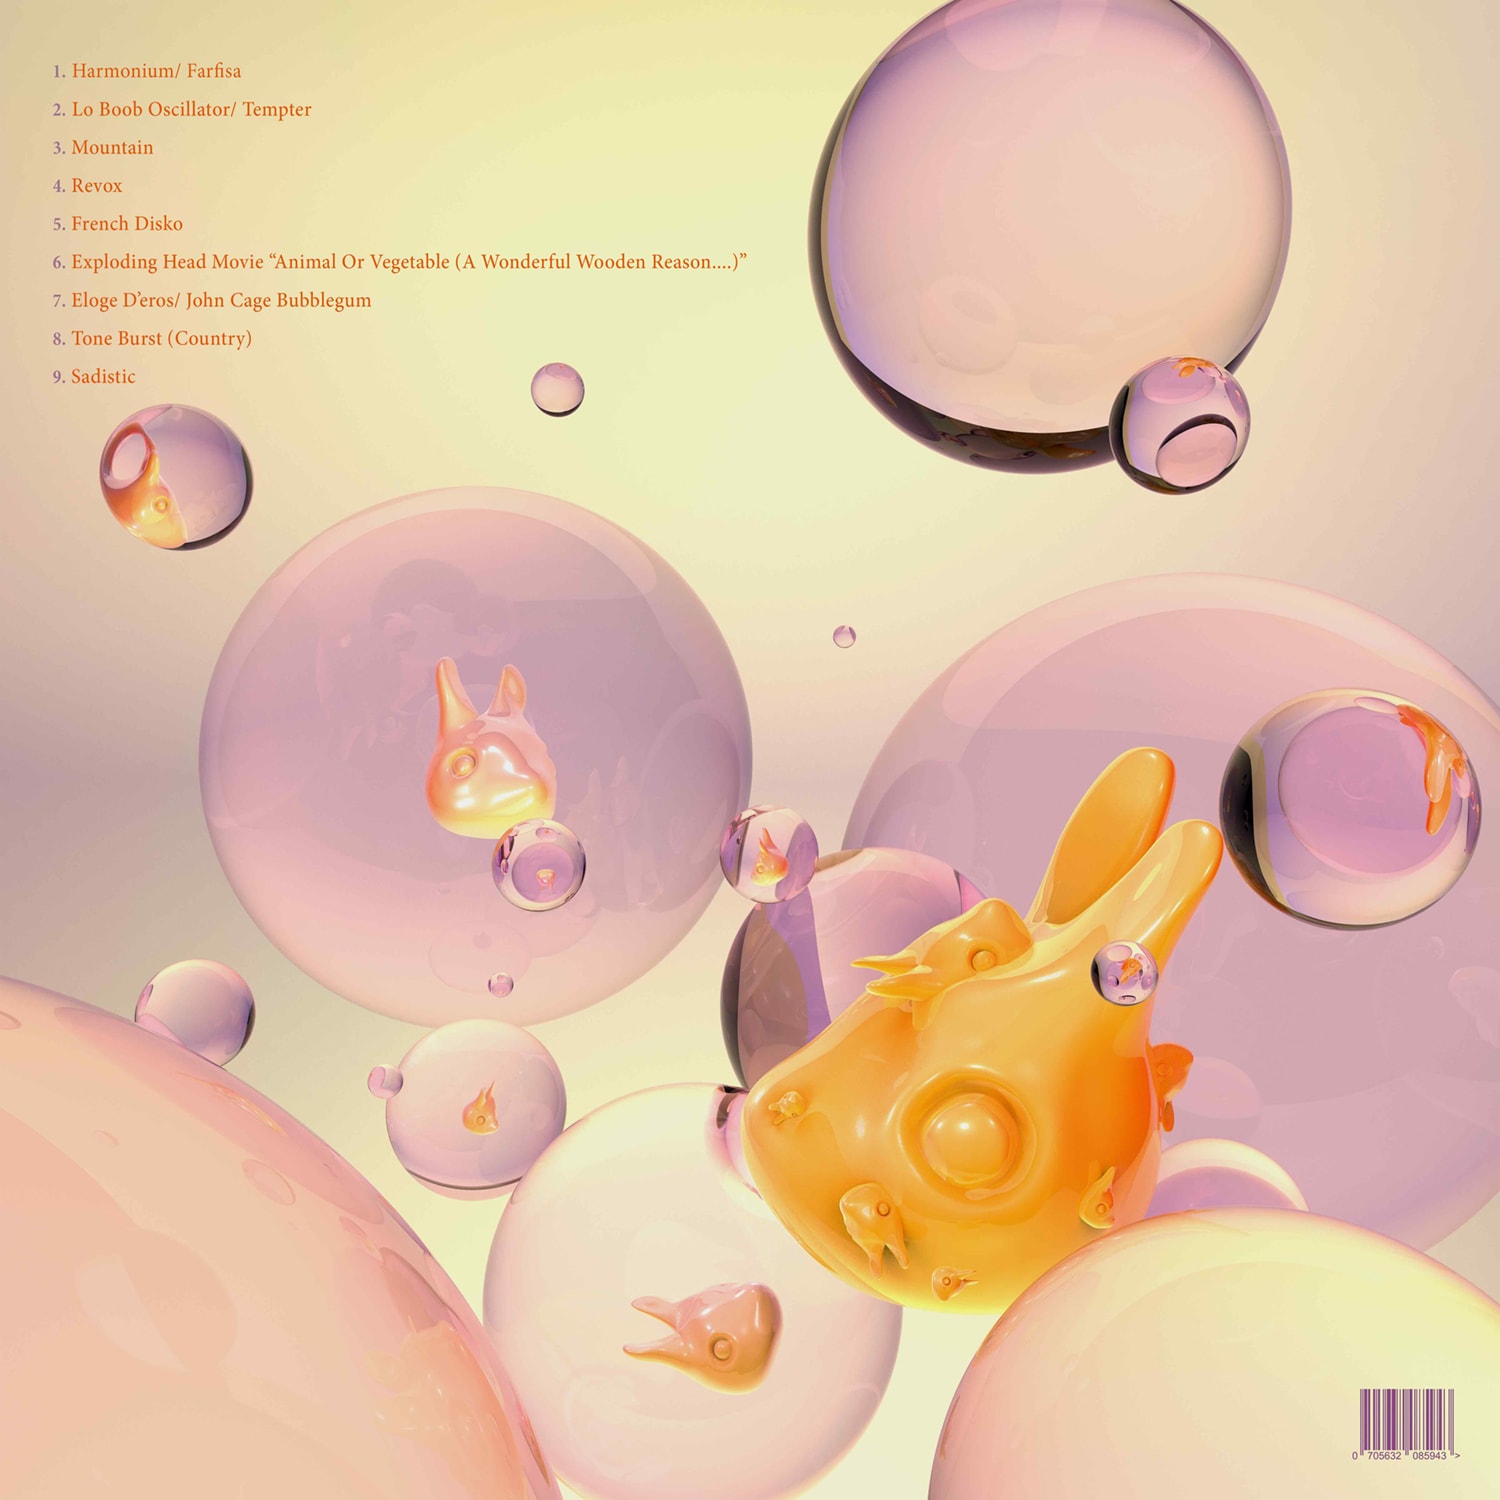 1. Harmonium/ Farfisa
2. Lo Boob Oscillator/ Tempter
3. Mountain
4. Revox
5. French Disko
6. Exploding Head Movie “Animal Or Vegetable (A Wonderful Wooden Reason....)”
7. Eloge D’eros/ John Cage Bubblegum
8. Tone Burst (Country)
9. Sadistic
0 705632 085943 >